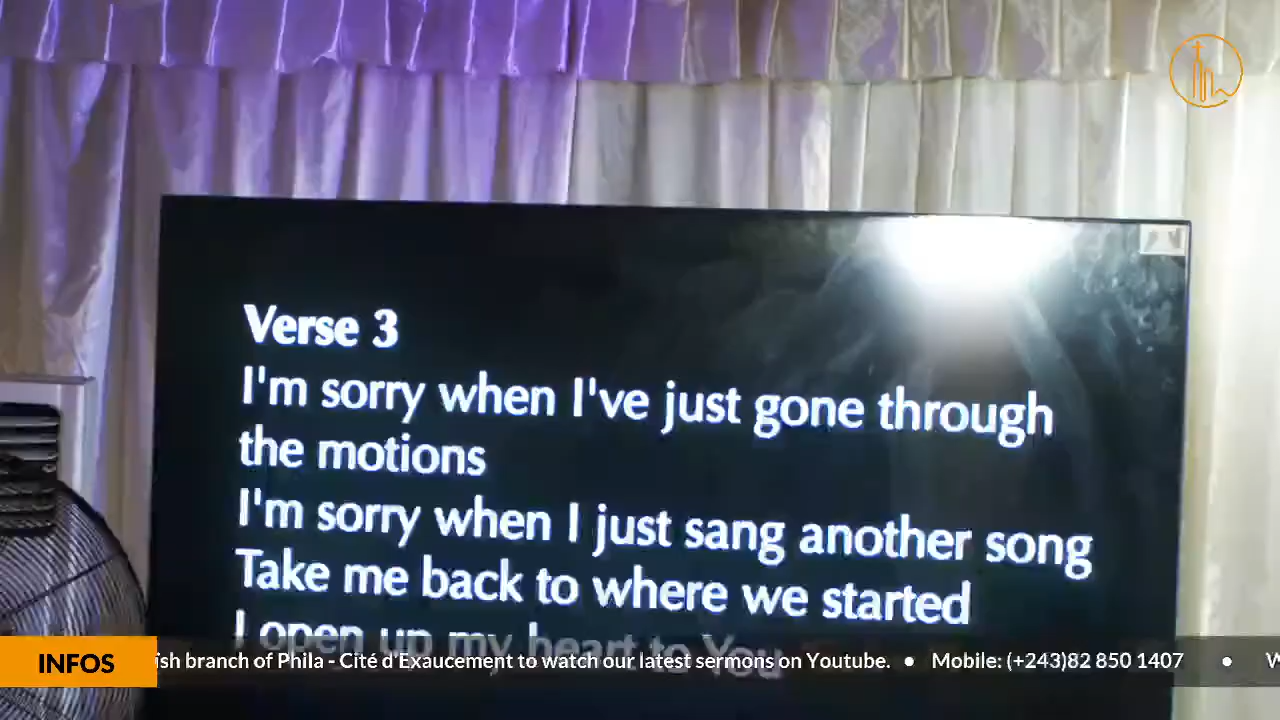 Verse 3
I'm sorry when I've just gone through
the motions
I'm sorry when I just sang another song
Take me back to where we started
I open up my heart to You
INFOS
ish branch of Phila - Cité d'Exaucement to watch our latest sermons on Youtube. • Mobile: (+243)82 850 1407 • W